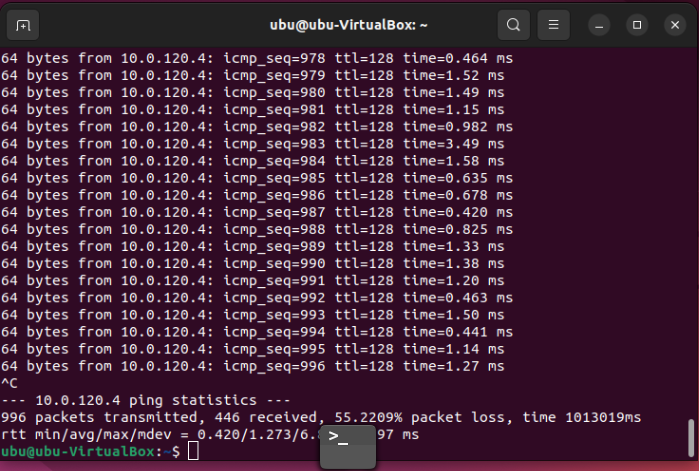 ubu@ubu-VirtualBox: ~
64 bytes from 10.0.120.4: icmp_seq=978 ttl=128 time=0.464 ms
64 bytes from 10.0.120.4: icmp_seq=979 ttl=128 time=1.52 ms
64 bytes from 10.0.120.4: icmp_seq=980 ttl=128 time=1.49 ms
64 bytes from 10.0.120.4: icmp_seq=981 ttl=128 time=1.15 ms
64 bytes from 10.0.120.4: icmp_seq=982 ttl=128 time=0.982 ms
64 bytes from 10.0.120.4: icmp_seq=983 ttl=128 time=3.49 ms
64 bytes from 10.0.120.4: icmp_seq=984 ttl=128 time=1.58 ms
64 bytes from 10.0.120.4: icmp_seq=985 ttl=128 time=0.635 ms
64 bytes from 10.0.120.4: icmp_seq=986 ttl=128 time=0.678 ms
64 bytes from 10.0.120.4: icmp_seq=987 ttl=128 time=0.420 ms
64 bytes from 10.0.120.4: icmp_seq=988 ttl=128 time=0.825 ms
64 bytes from 10.0.120.4: icmp_seq=989 ttl=128 time=1.33 ms
64 bytes from 10.0.120.4: icmp_seq=990 ttl=128 time=1.38 ms
64 bytes from 10.0.120.4: icmp_seq=991 ttl=128 time=1.20 ms
64 bytes from 10.0.120.4: icmp_seq=992 ttl=128 time=0.463 ms
64 bytes from 10.0.120.4: icmp_seq=993 ttl=128 time=1.50 ms
64 bytes from 10.0.120.4: icmp_seq=994 ttl=128 time=0.441 ms
64 bytes from 10.0.120.4: icmp_seq=995 ttl=128 time=1.14 ms
64 bytes from 10.0.120.4: icmp_seq=996 ttl=128 time=1.27 ms
^C
--- 10.0.120.4 ping statistics ---
996 packets transmitted, 446 received, 55.2209% packet loss, time 1013019ms
rtt min/avg/max/mdev = 0.420/1.273/6. 97 ms
ubu@ubu-VirtualBox:~$